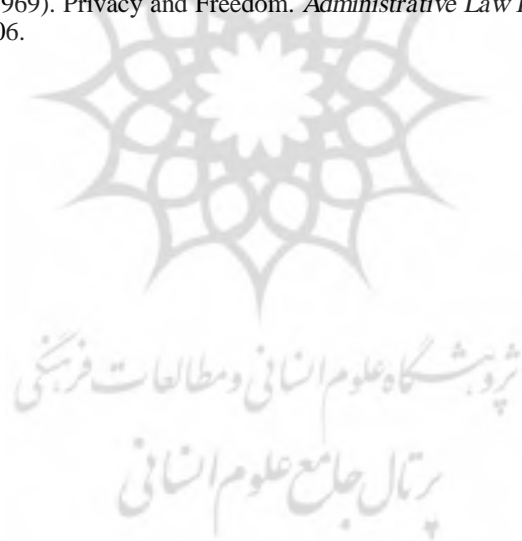 969). Privacy and Freedom. Administrative Law
06.
پژوهشگاه علوم انسانی و مطالعات فرهنگی
پرتال جامع علوم انسانی